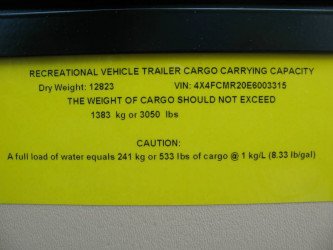 RECREATIONAL VEHICLE TRAILER CARGO CARRYING CAPACITY
Dry Weight: 12823 VIN: 4X4FCMR20E6003315
THE WEIGHT OF CARGO SHOULD NOT EXCEED
1383 kg or 3050 lbs
CAUTION:
A full load of water equals 241 kg or 533 lbs of cargo @ 1 kg/L (8.33 lb/gal)